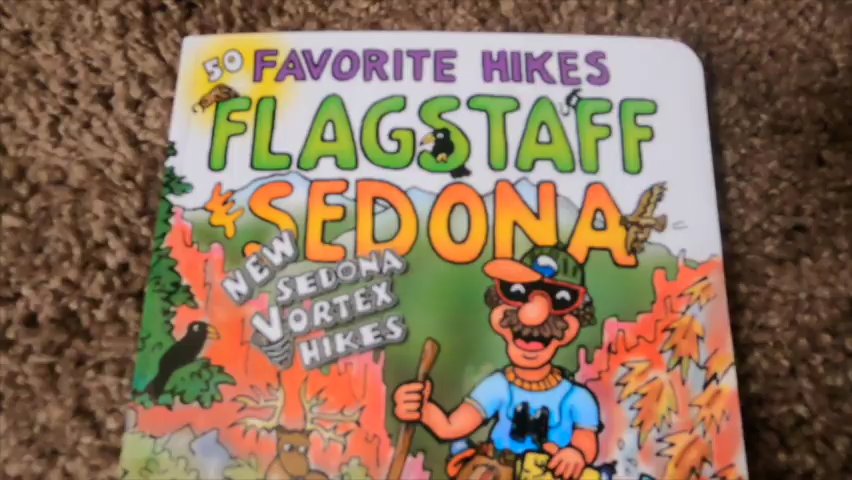 50 FAVORITE HIKES
FLAGSTAFF
& SEDONA
NEW
SEDONA
VORTEX
HIKES